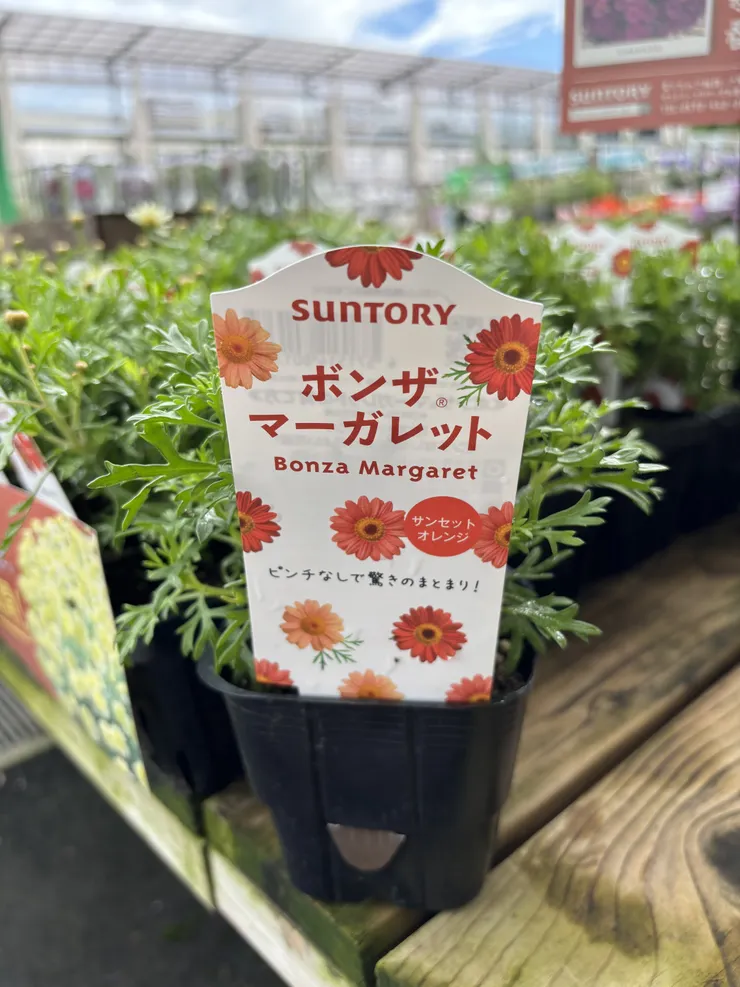 SUNTORY
ボンザ®
マーガレット
Bonza Margaret
サンセット
オレンジ
ピンチなしで驚きのまとまり!
SUNTORY